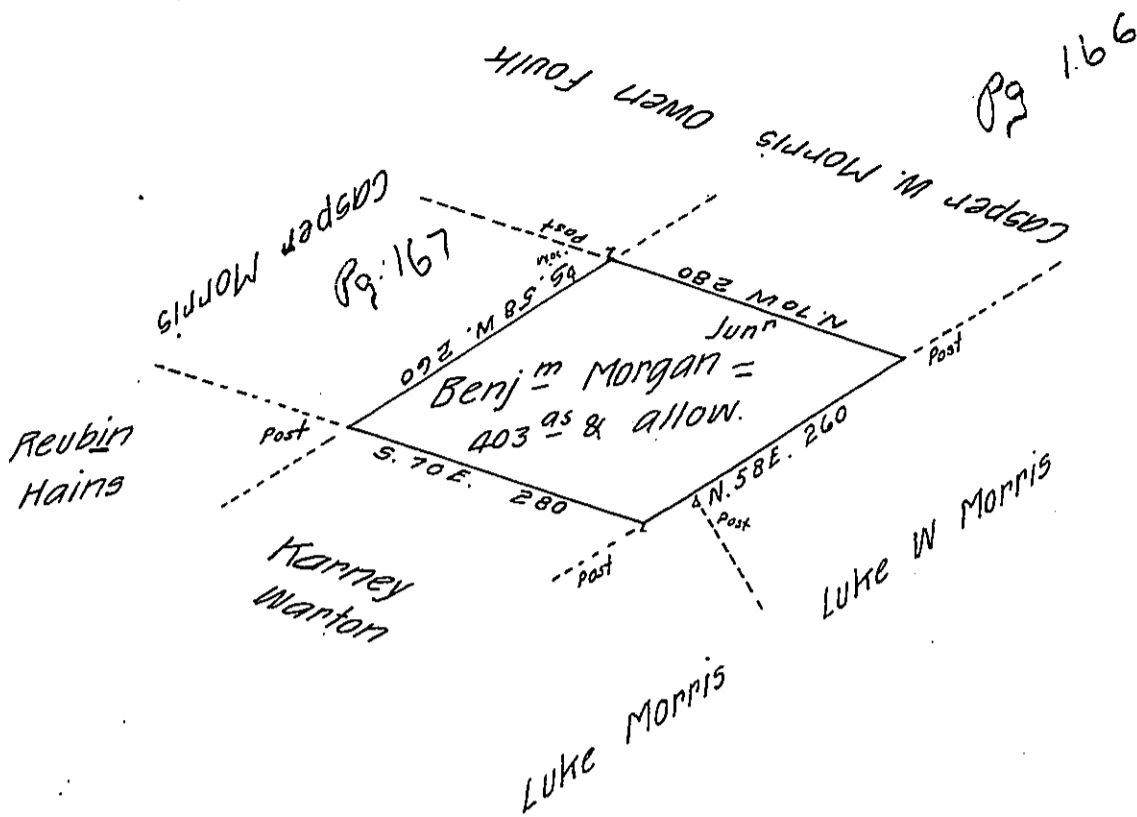 Pg 166
Owen Foulk
Casper W. Morris
Casper Morris
Pg: 167
Post
S. 58 W. 260
N. 70 W 280
Benj m Morgan Jun n =
403 as & allow.
Post
Reubin
Hains
Post
S. 70 E. 280
N. 58 E. 260
Post
Post
Karney
Warton
Luke W Morris
Luke Morris